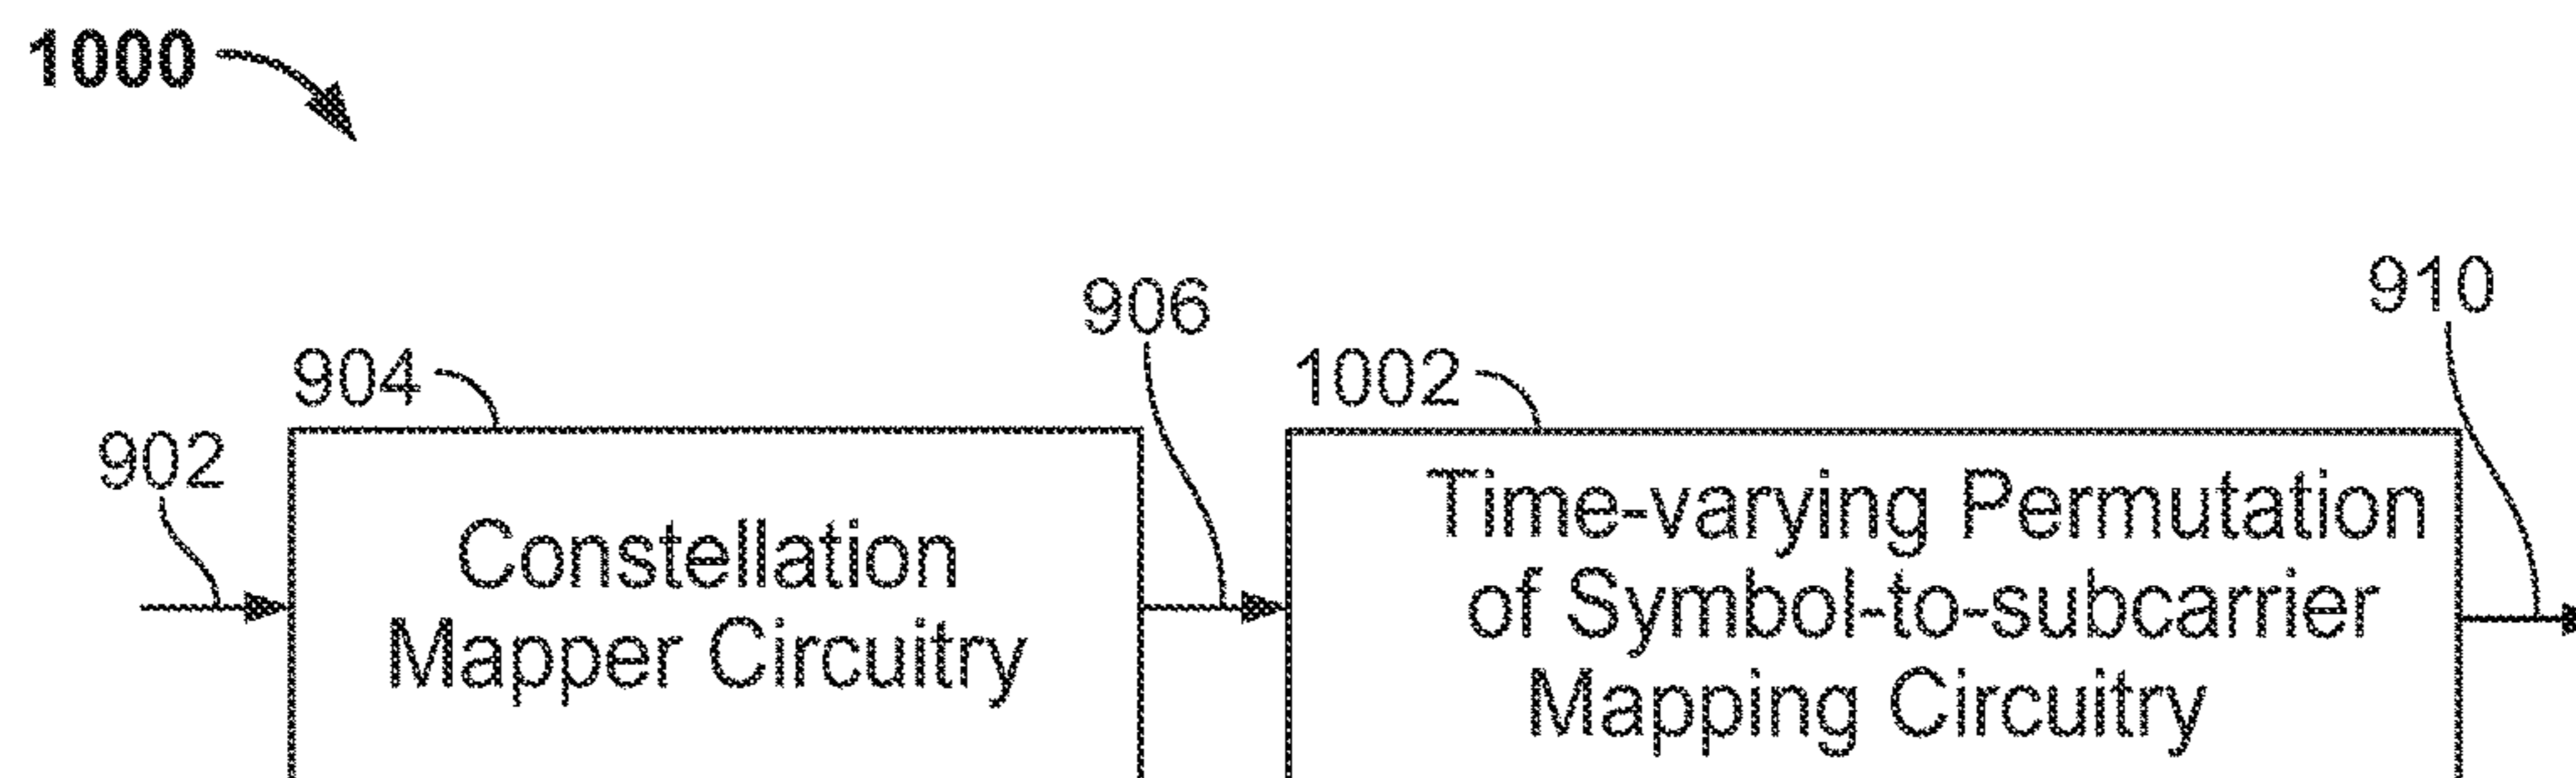 1000
910
906
904
1002
902
Constellation
Mapper Circuitry
Time-varying Permutation
of Symbol-to-subcarrier
Mapping Circuitry